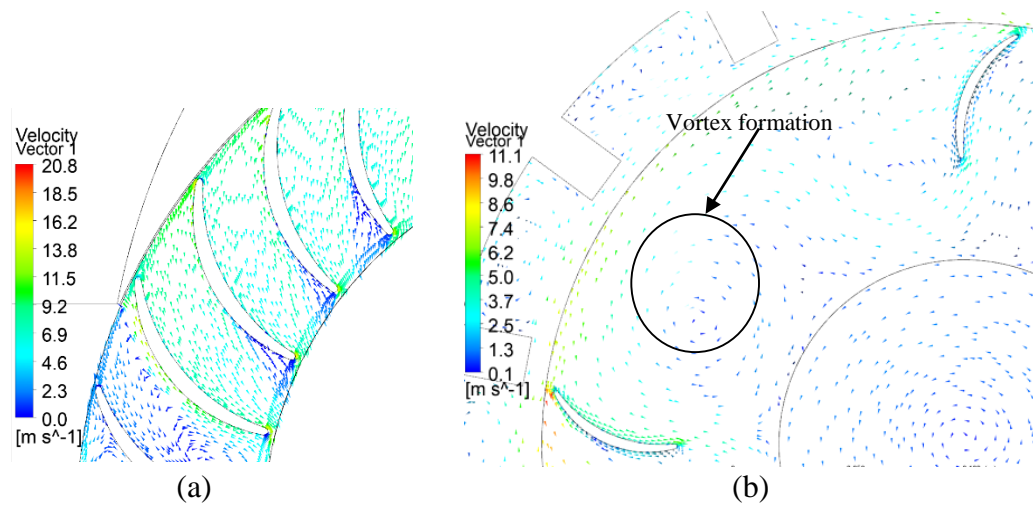 Velocity
Vector 1
20.8
18.5
16.2
13.8
11.5
9.2
6.9
4.6
2.3
0.0
[m s^-1]
(a)
Vortex formation
Velocity
Vector 1
11.1
9.8
8.6
7.4
6.2
5.0
3.7
2.5
1.3
0.1
[m s^-1]
(b)